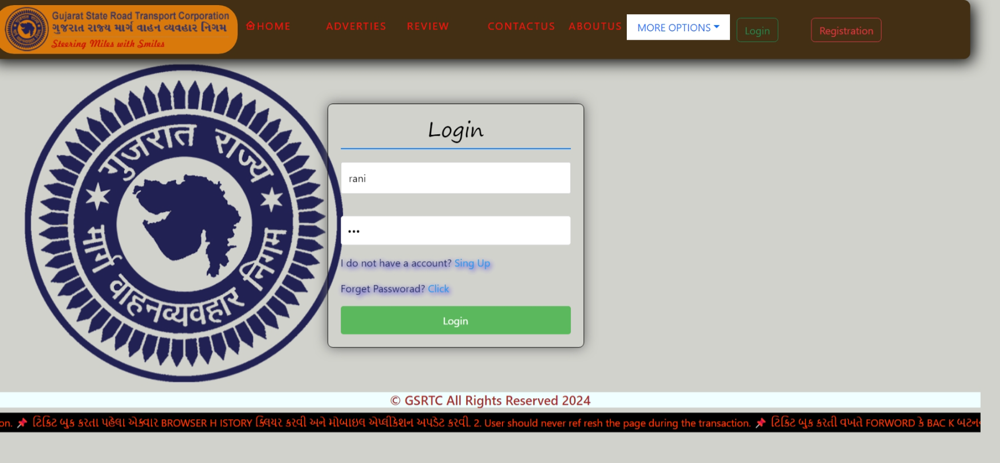 Gujarat State Road Transport Corporation
ગુજરાત રાજ્ય માર્ગ વાહન વ્યવહાર નિગમ
Steering Miles with Smiles
HOME ADVERTIES REVIEW CONTACTUS ABOUTUS MORE OPTIONS Login Registration
गुजरात राज्य
मार्ग वाहनव्यवहार निगम
Login
rani
•••
I do not have a account? Sing Up
Forget Passworad? Click
Login
© GSRTC All Rights Reserved 2024
on. 📌 ટિકિટ બુક કરતા પહેલા એકવાર BROWSER H ISTORY ક્લિયર કરવી અને મોબાઇલ એપ્લીકેશન અપડેટ કરવી. 2. User should never ref resh the page during the transaction. 📌 ટિકિટ બુક કરતી વખતે FORWORD કે BAC K